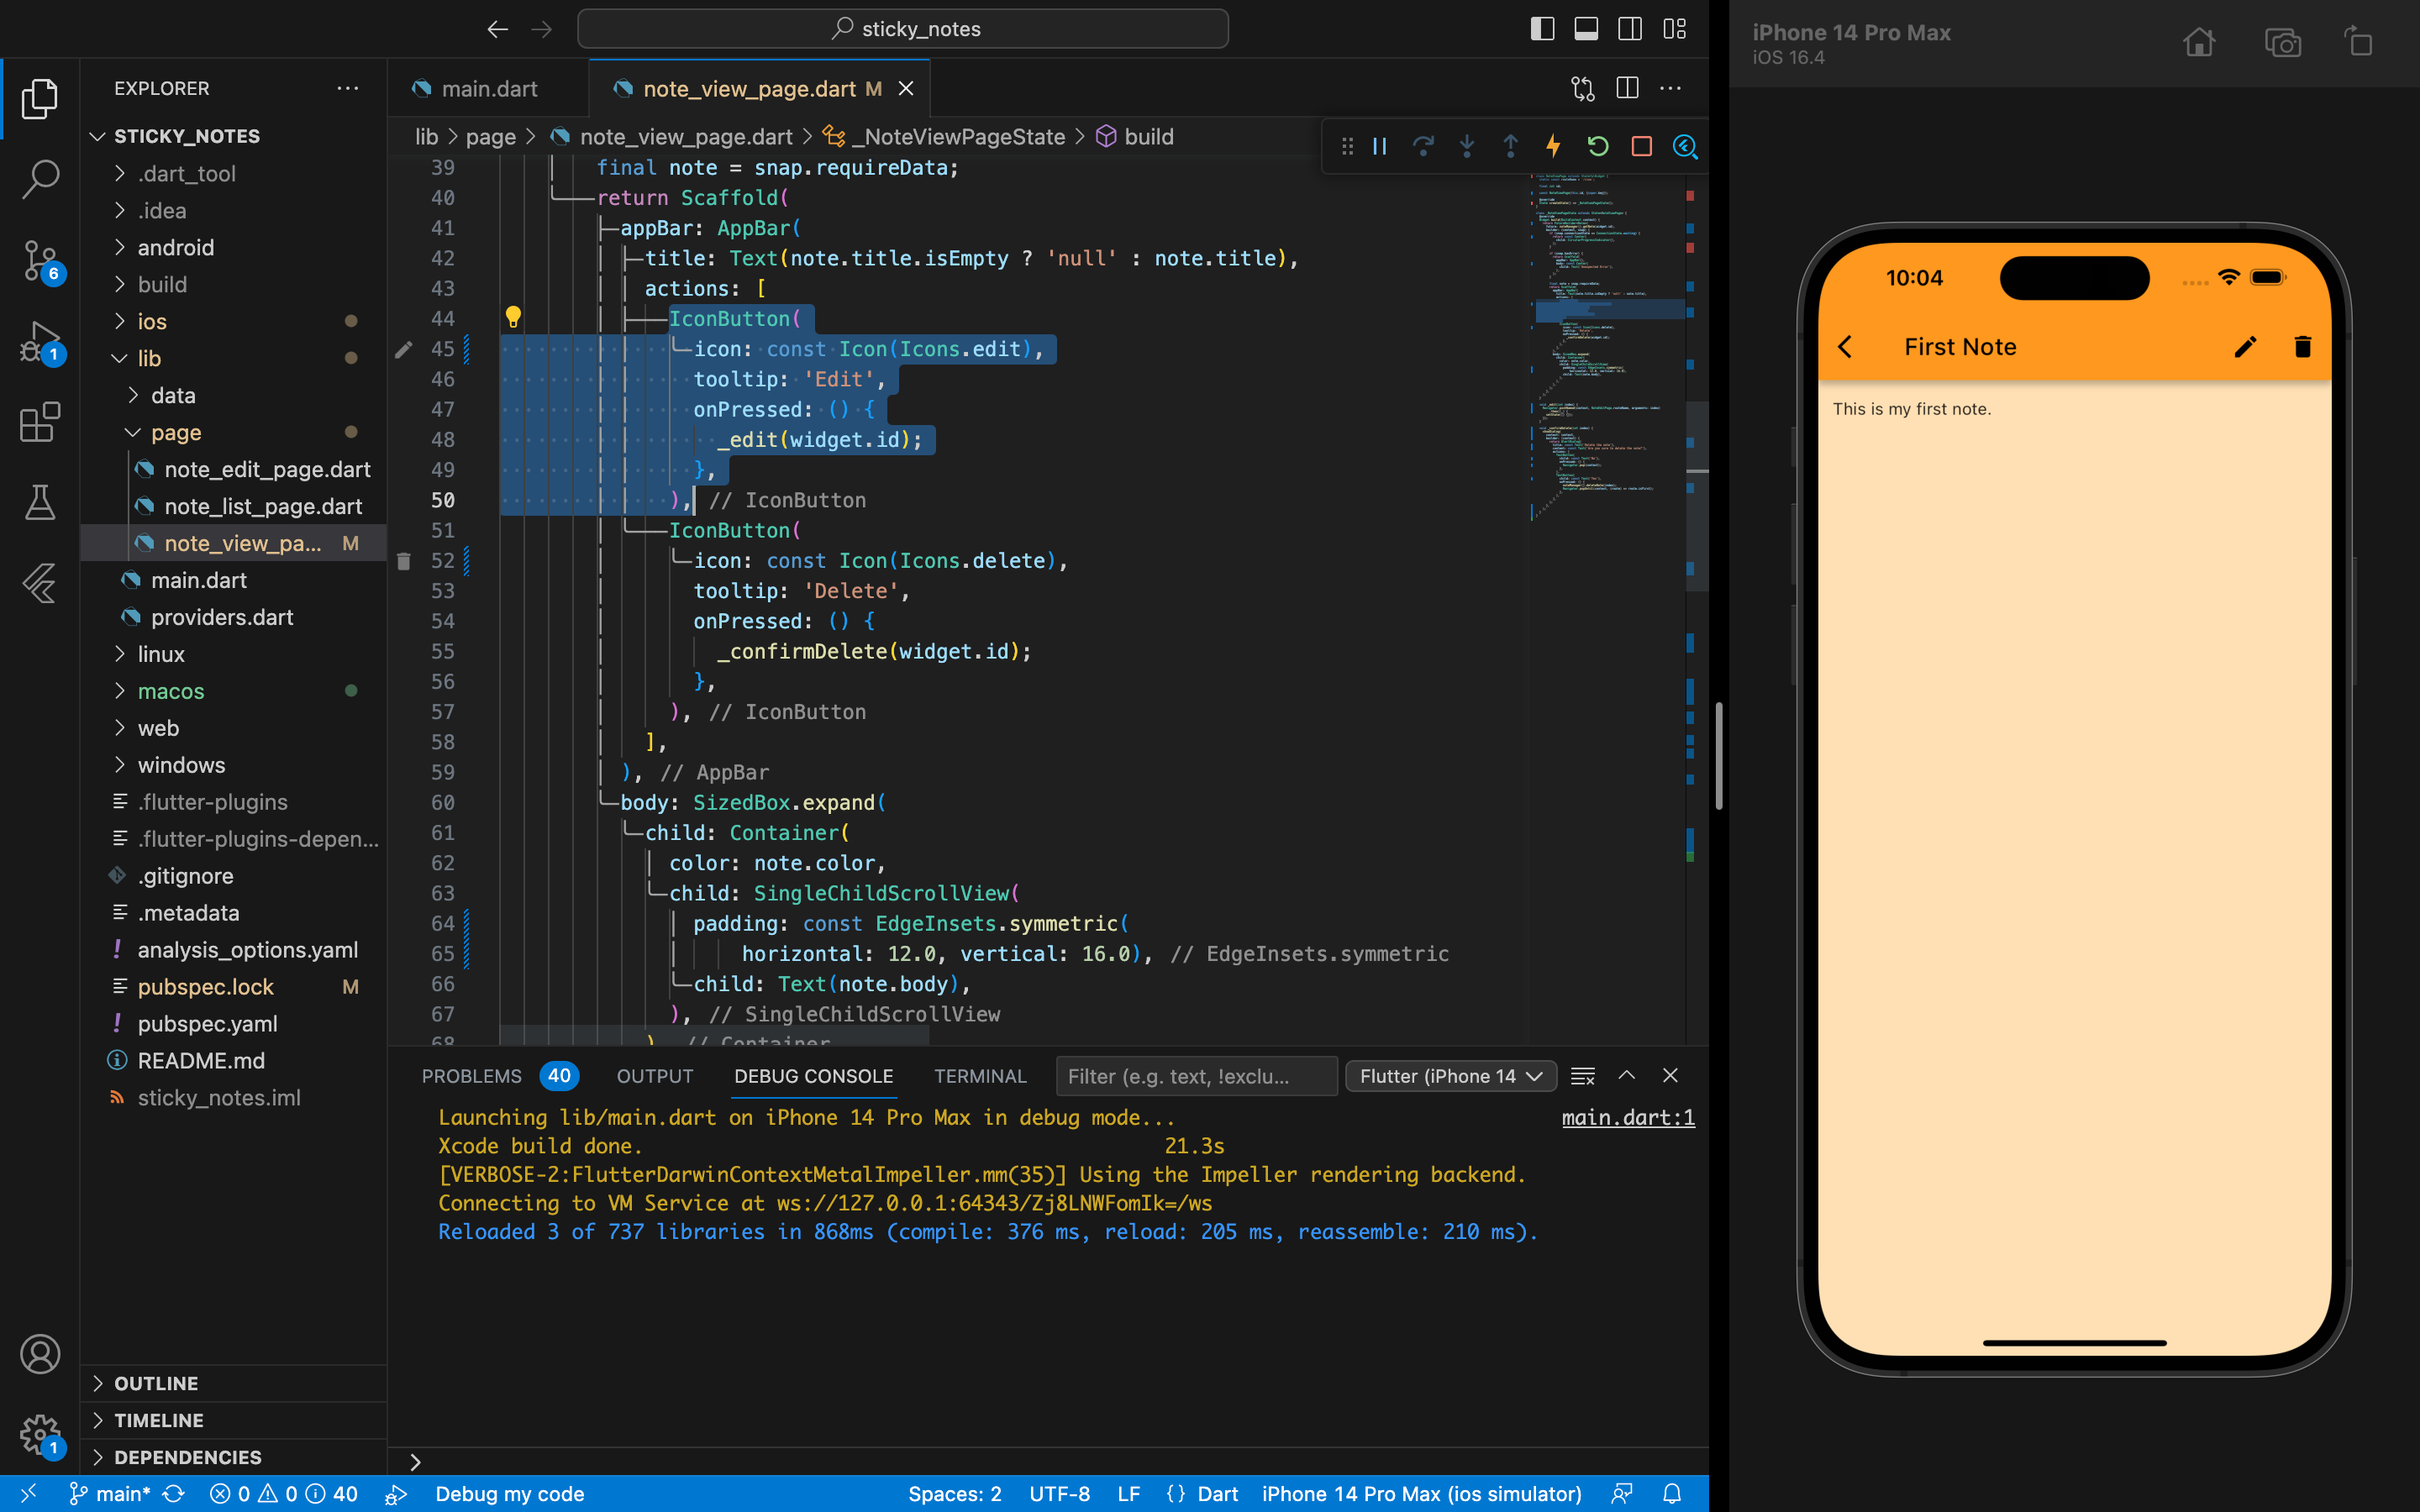 sticky_notes
EXPLORER
STICKY_NOTES
.dart_tool
.idea
android
build
ios
lib
data
page
note_edit_page.dart
note_list_page.dart
note_view_pa... M
main.dart
providers.dart
linux
macos
web
windows
.flutter-plugins
.flutter-plugins-depen...
.gitignore
.metadata
analysis_options.yaml
pubspec.lock M
pubspec.yaml
README.md
sticky_notes.iml
OUTLINE
TIMELINE
DEPENDENCIES
6
1
1
main.dart
note_view_page.dart M
lib > page > note_view_page.dart > _NoteViewPageState > build
39 final note = snap.requireData;
40 return Scaffold(
41 appBar: AppBar(
42 title: Text(note.title.isEmpty ? 'null' : note.title),
43 actions: [
44 IconButton(
45 icon: const Icon(Icons.edit),
46 tooltip: 'Edit',
47 onPressed: () {
48 _edit(widget.id);
49 },
50 ), // IconButton
51 IconButton(
52 icon: const Icon(Icons.delete),
53 tooltip: 'Delete',
54 onPressed: () {
55 _confirmDelete(widget.id);
56 },
57 ), // IconButton
58 ],
59 ), // AppBar
60 body: SizedBox.expand(
61 child: Container(
62 color: note.color,
63 child: SingleChildScrollView(
64 padding: const EdgeInsets.symmetric(
65 horizontal: 12.0, vertical: 16.0), // EdgeInsets.symmetric
66 child: Text(note.body),
67 ), // SingleChildScrollView
68 ), // Container
PROBLEMS 40 OUTPUT DEBUG CONSOLE TERMINAL Filter (e.g. text, !exclu... Flutter (iPhone 14
Launching lib/main.dart on iPhone 14 Pro Max in debug mode... main.dart:1
Xcode build done. 21.3s
[VERBOSE-2:FlutterDarwinContextMetalImpeller.mm(35)] Using the Impeller rendering backend.
Connecting to VM Service at ws://127.0.0.1:64343/Zj8LNWFomIk=/ws
Reloaded 3 of 737 libraries in 868ms (compile: 376 ms, reload: 205 ms, reassemble: 210 ms).
main* 0 0 40 Debug my code Spaces: 2 UTF-8 LF {} Dart iPhone 14 Pro Max (ios simulator)
iPhone 14 Pro Max
iOS 16.4
10:04
First Note
This is my first note.